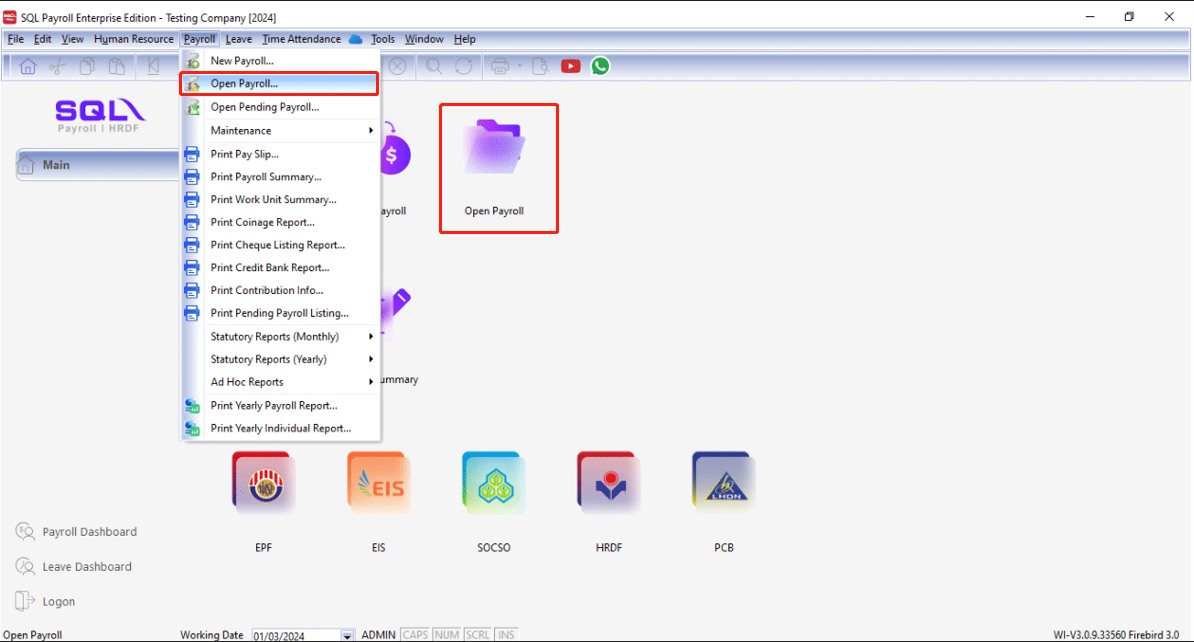 SQL Payroll Enterprise Edition - Testing Company [2024]
File Edit View Human Resource Payroll Leave Time Attendance Tools Window Help
New Payroll...
Open Payroll...
Open Pending Payroll...
Maintenance
Print Pay Slip...
Print Payroll Summary...
Print Work Unit Summary...
Print Coinage Report...
Print Cheque Listing Report...
Print Credit Bank Report...
Print Contribution Info...
Print Pending Payroll Listing...
Statutory Reports (Monthly)
Statutory Reports (Yearly)
Ad Hoc Reports
Print Yearly Payroll Report...
Print Yearly Individual Report...
SQL
Payroll | HRDF
Main
ayroll
Open Payroll
ummary
EIS
LHDN
EPF
EIS
SOCSO
HRDF
PCB
Payroll Dashboard
Leave Dashboard
Logon
Open Payroll
Working Date 01/03/2024 ADMIN CAPS NUM SCRL INS
WI-V3.0.9.33560 Firebird 3.0